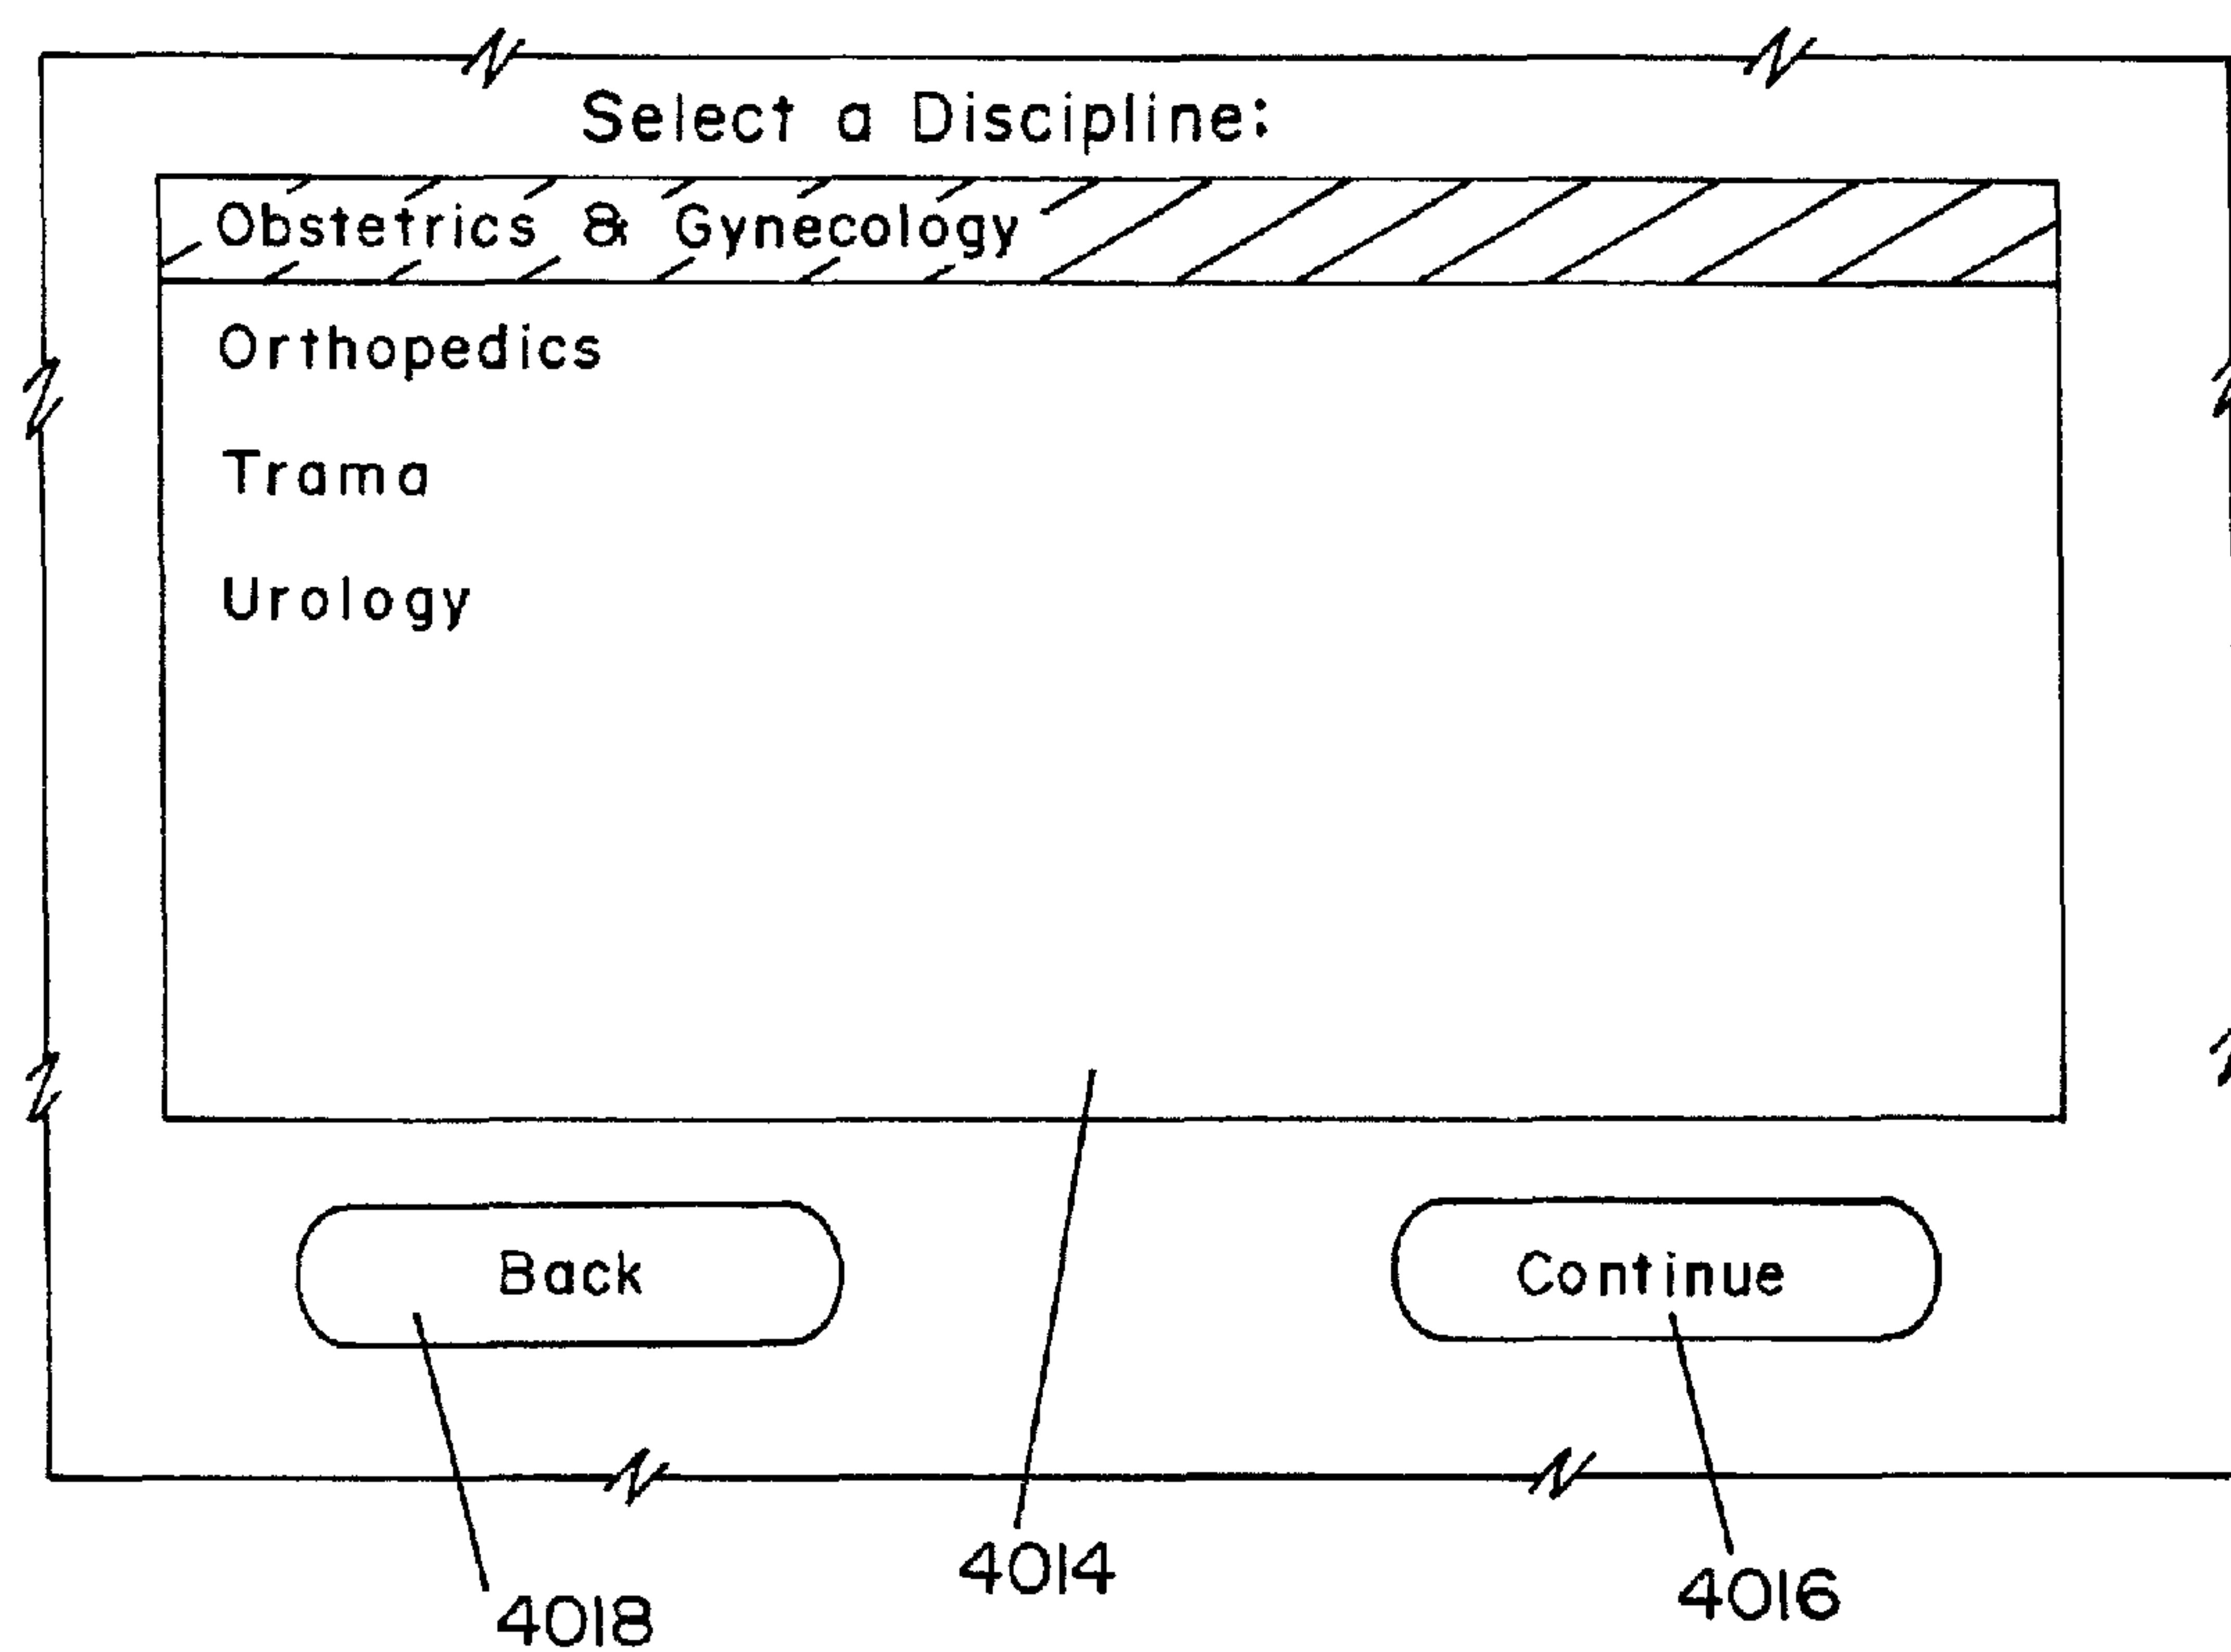 Select a Discipline:
Obstetrics & Gynecology
Orthopedics
Trama
Urology
Back
Continue
4018
4014
4016